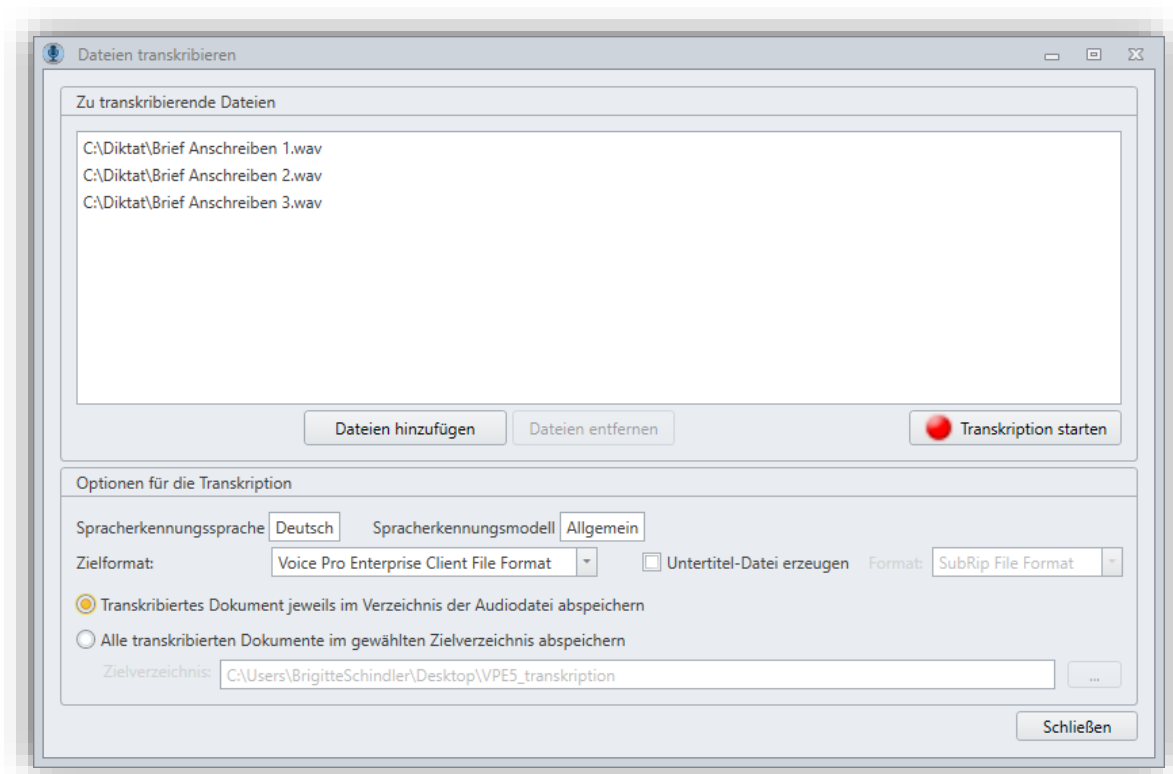 Dateien transkribieren
Zu transkribierende Dateien
C:\Diktat\Brief Anschreiben 1.wav
C:\Diktat\Brief Anschreiben 2.wav
C:\Diktat\Brief Anschreiben 3.wav
Dateien hinzufügen Dateien entfernen Transkription starten
Optionen für die Transkription
Spracherkennungssprache Deutsch Spracherkennungsmodell Allgemein
Zielformat: Voice Pro Enterprise Client File Format Untertitel-Datei erzeugen Format: SubRip File Format
Transkribiertes Dokument jeweils im Verzeichnis der Audiodatei abspeichern
Alle transkribierten Dokumente im gewählten Zielverzeichnis abspeichern
Zielverzeichnis: C:\Users\BrigitteSchindler\Desktop\VPE5_transkription ...
Schließen